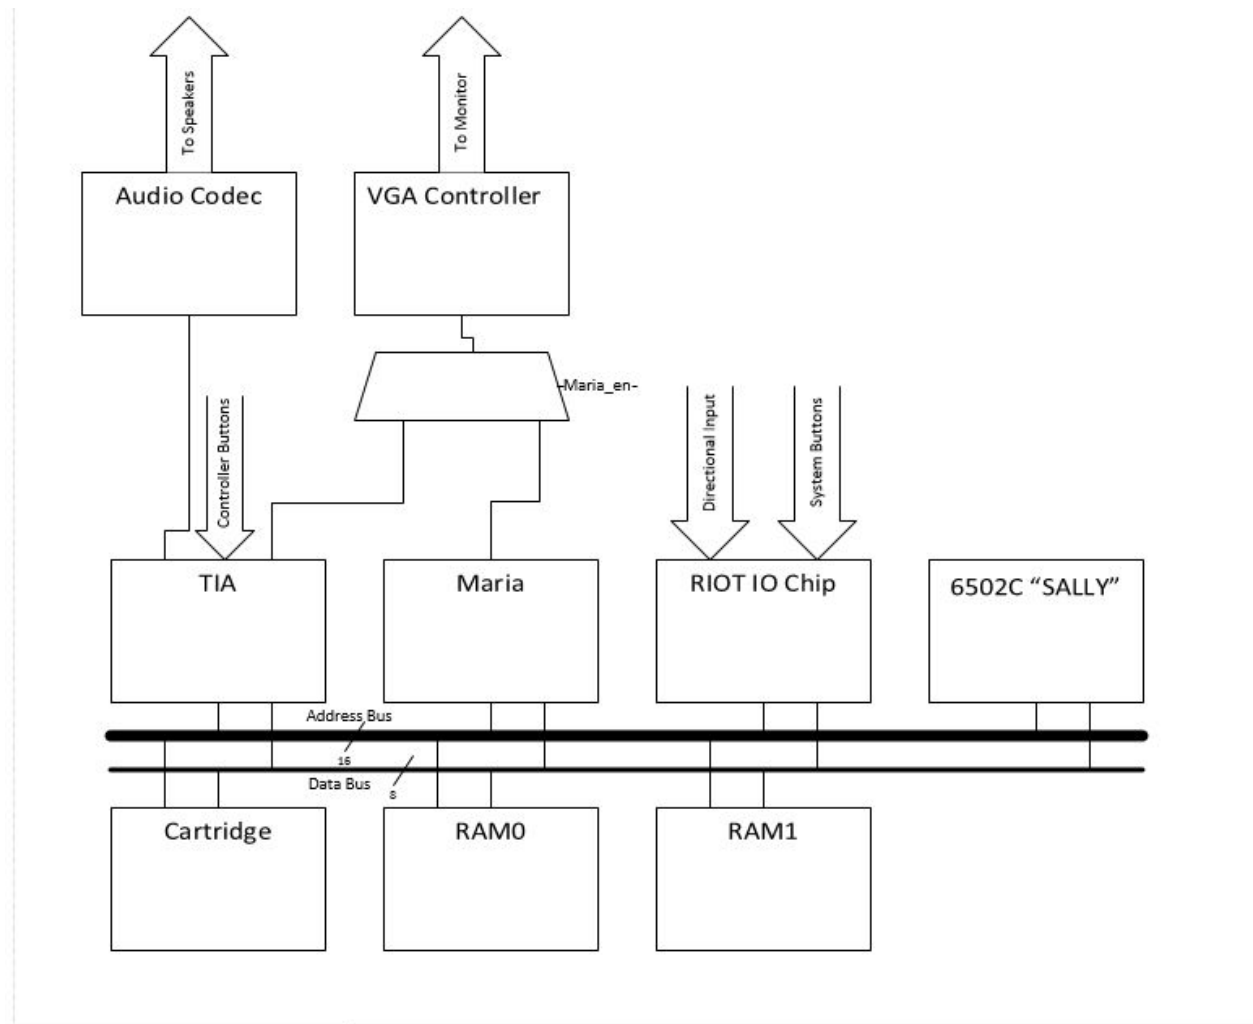 To Speakers
To Monitor
Audio Codec
VGA Controller
Maria_en-
Controller Buttons
Directional Input
System Buttons
TIA
Maria
RIOT IO Chip
6502C “SALLY”
Address Bus
16
Data Bus
8
Cartridge
RAM0
RAM1